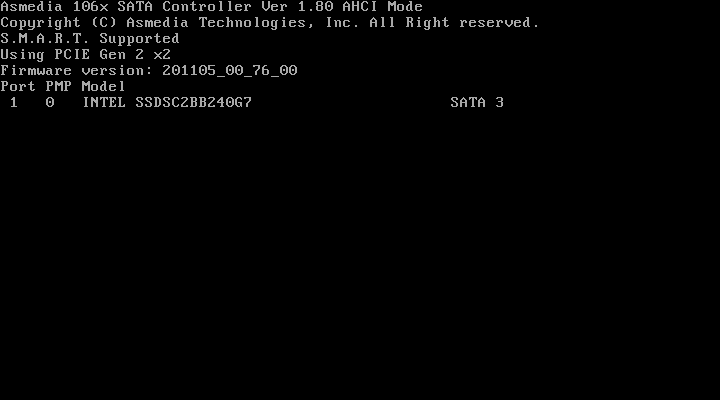 Asmedia 106x SATA Controller Ver 1.80 AHCI Mode
Copyright (C) Asmedia Technologies, Inc. All Right reserved.
S.M.A.R.T. Supported
Using PCIE Gen 2 x2
Firmware version: 201105_00_76_00
Port PMP Model
1 0 INTEL SSDSC2BB240G7 SATA 3